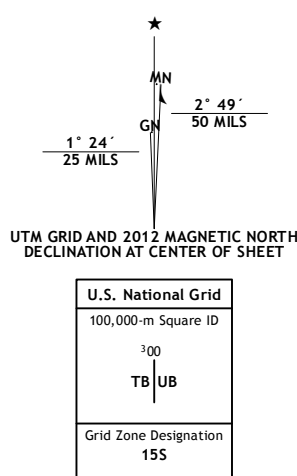 ★
MN
GN
2° 49´
50 MILS
1° 24´
25 MILS
UTM GRID AND 2012 MAGNETIC NORTH
DECLINATION AT CENTER OF SHEET
U.S. National Grid
100,000-m Square ID
³00
TB UB
Grid Zone Designation
15S